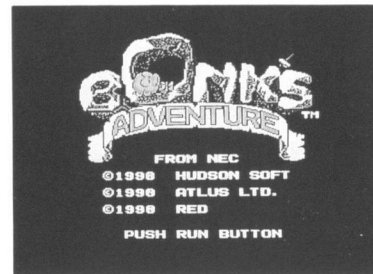 BONK'S
ADVENTURE
TM
FROM NEC
©1990 HUDSON SOFT
©1990 ATLUS LTD.
©1990 RED
PUSH RUN BUTTON